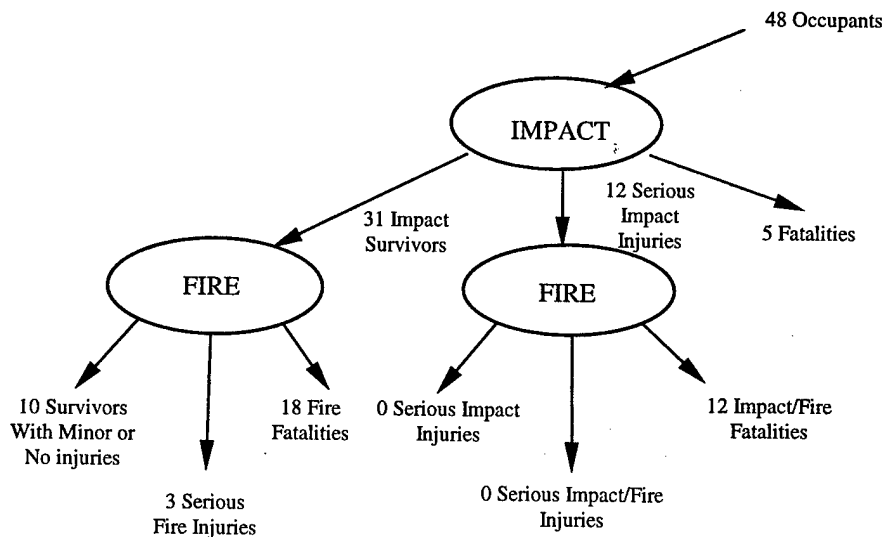 48 Occupants
IMPACT
31 Impact
Survivors
12 Serious
Impact
Injuries
5 Fatalities
FIRE
FIRE
10 Survivors
With Minor or
No injuries
3 Serious
Fire Injuries
18 Fire
Fatalities
0 Serious Impact
Injuries
0 Serious Impact/Fire
Injuries
12 Impact/Fire
Fatalities